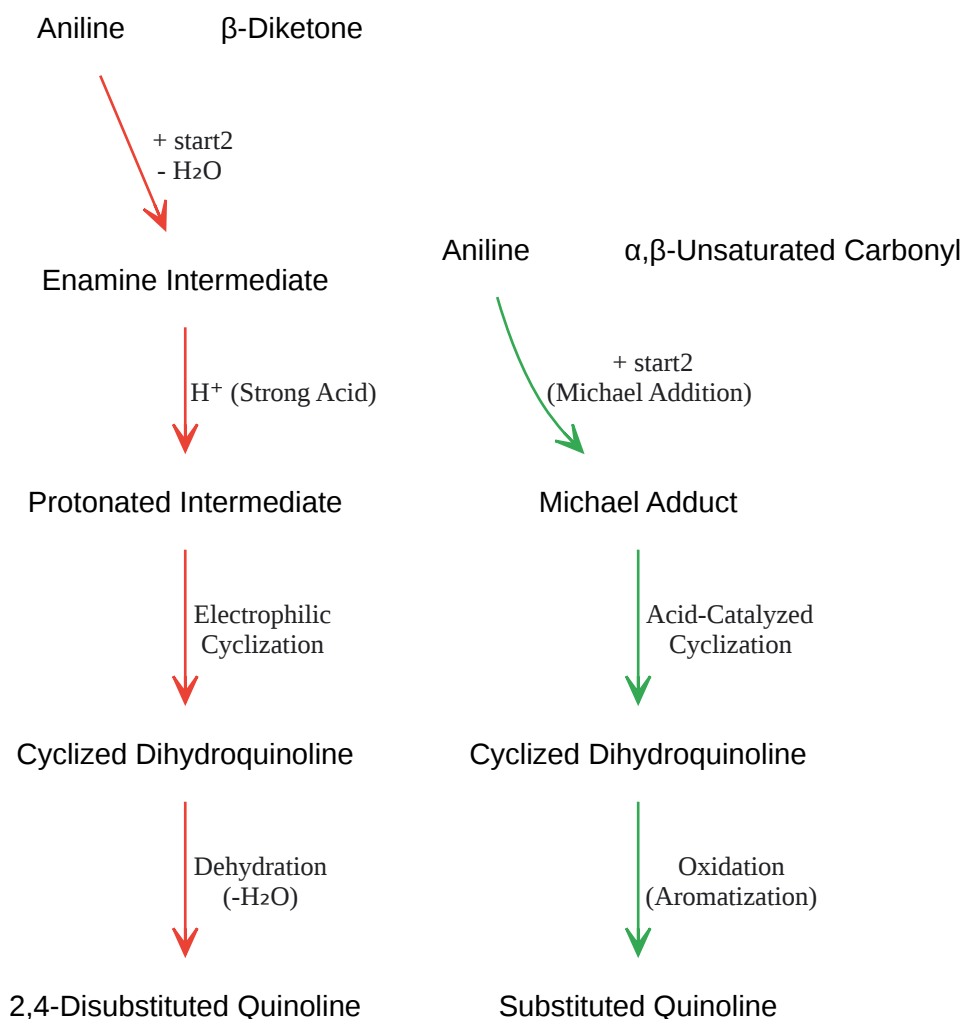 Aniline
β-Diketone
+ start2
- H₂O
Enamine Intermediate
H⁺ (Strong Acid)
Protonated Intermediate
Electrophilic
Cyclization
Cyclized Dihydroquinoline
Dehydration
(-H₂O)
2,4-Disubstituted Quinoline
Aniline
α,β-Unsaturated Carbonyl
+ start2
(Michael Addition)
Michael Adduct
Acid-Catalyzed
Cyclization
Cyclized Dihydroquinoline
Oxidation
(Aromatization)
Substituted Quinoline